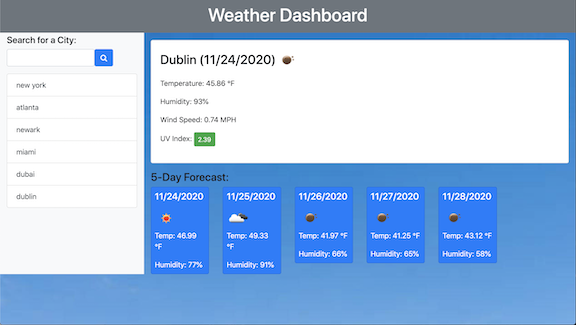 Weather Dashboard
Search for a City:
new york
atlanta
newark
miami
dubai
dublin
Dublin (11/24/2020)
Temperature: 45.86 °F
Humidity: 93%
Wind Speed: 0.74 MPH
UV Index: 2.39
5-Day Forecast:
11/24/2020
Temp: 46.99
°F
Humidity: 77%
11/25/2020
Temp: 49.33
°F
Humidity: 91%
11/26/2020
Temp: 41.97 °F
Humidity: 66%
11/27/2020
Temp: 41.25 °F
Humidity: 65%
11/28/2020
Temp: 43.12 °F
Humidity: 58%